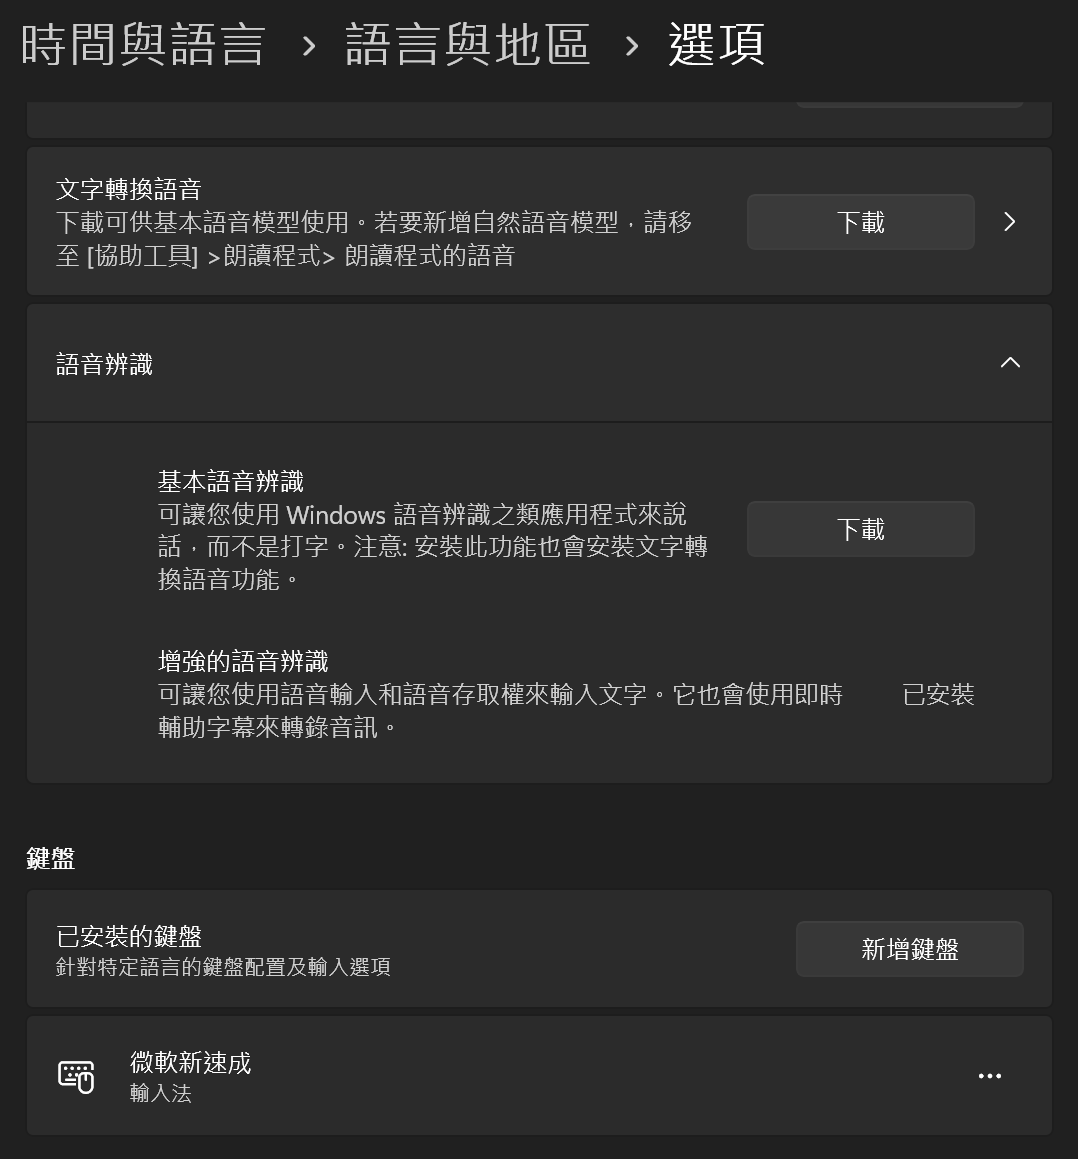 時間與語言 › 語言與地區 › 選項
文字轉換語音
下載可供基本語音模型使用。若要新增自然語音模型，請移
至 [協助工具] >朗讀程式> 朗讀程式的語音
下載
語音辨識
基本語音辨識
可讓您使用 Windows 語音辨識之類應用程式來說
話，而不是打字。注意: 安裝此功能也會安裝文字轉
換語音功能。
下載
增強的語音辨識
可讓您使用語音輸入和語音存取權來輸入文字。它也會使用即時
輔助字幕來轉錄音訊。
已安裝
鍵盤
已安裝的鍵盤
針對特定語言的鍵盤配置及輸入選項
新增鍵盤
微軟新速成
輸入法